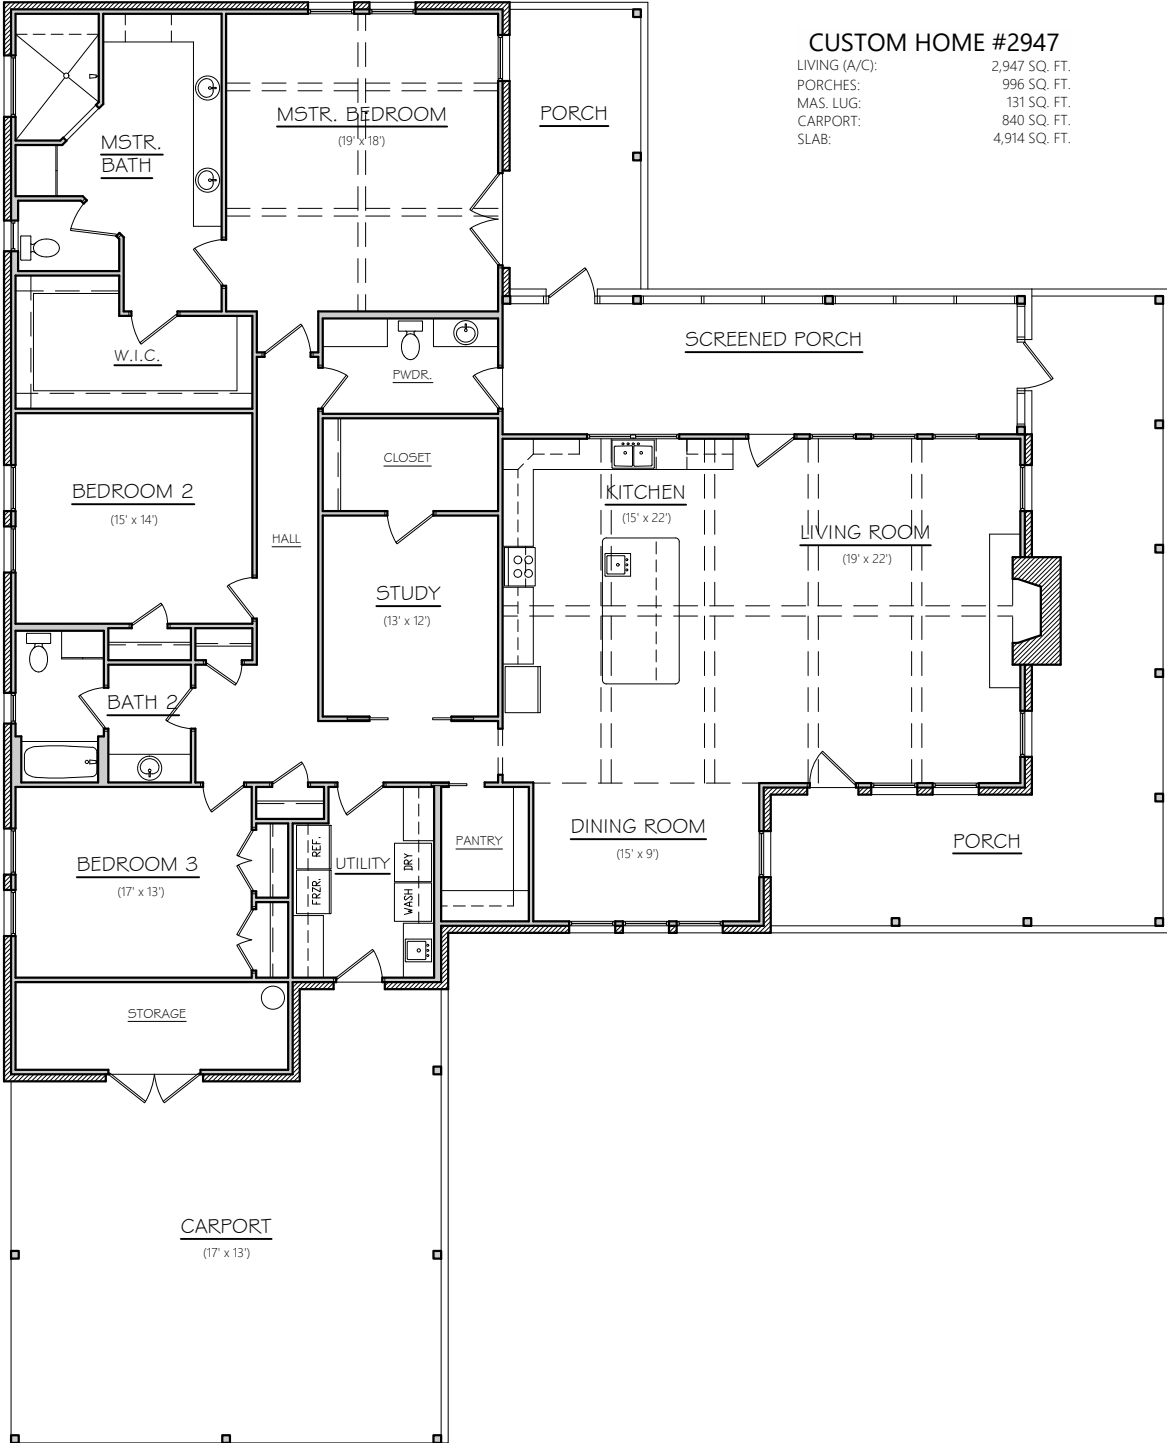 CUSTOM HOME #2947
LIVING (A/C): 2,947 SQ. FT.
PORCHES: 996 SQ. FT.
MAS. LUG: 131 SQ. FT.
CARPORT: 840 SQ. FT.
SLAB: 4,914 SQ. FT.
MSTR. BEDROOM
(19' x 18')
PORCH
MSTR.
BATH
SCREENED PORCH
W.I.C.
PWDR.
CLOSET
BEDROOM 2
(15' x 14')
KITCHEN
(15' x 22')
HALL
LIVING ROOM
(19' x 22')
STUDY
(13' x 12')
BATH 2
DINING ROOM
(15' x 9')
PANTRY
PORCH
BEDROOM 3
(17' x 13')
REF.
FRZR.
UTILITY
DRY
WASH
STORAGE
CARPORT
(17' x 13')